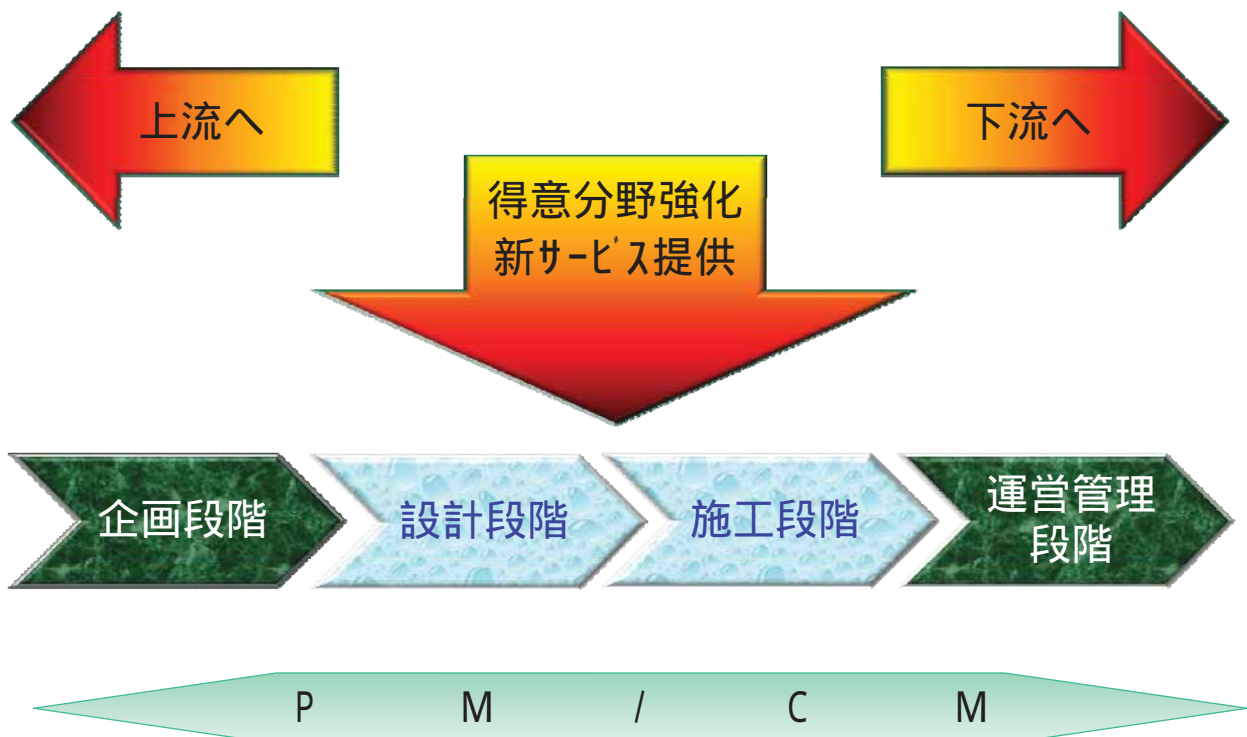 上流へ
下流へ
得意分野強化
新ｻｰﾋﾞｽ提供
企画段階
設計段階
施工段階
運営管理
段階
P M / C M